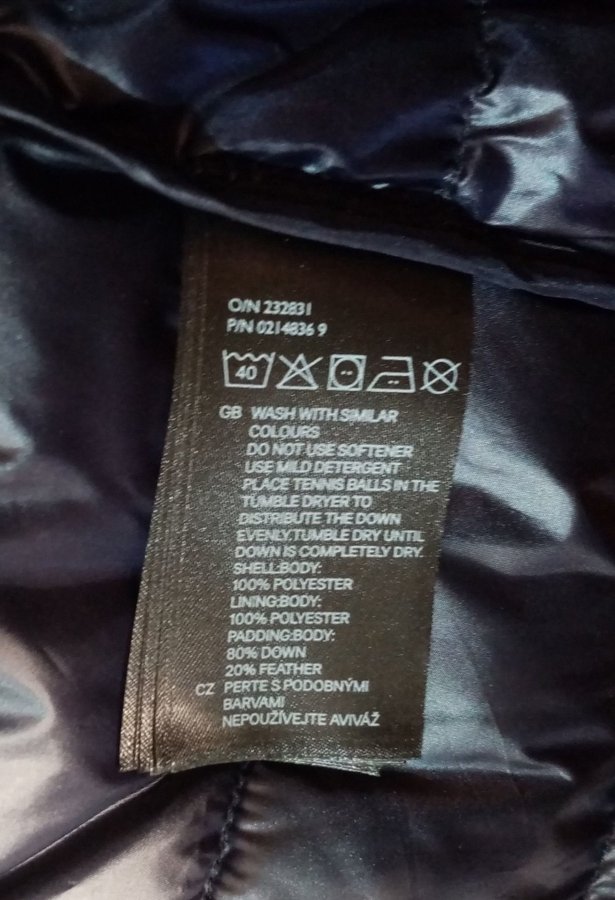 O/N 232831
P/N 0214836 9
40
GB WASH WITH SIMILAR
COLOURS
DO NOT USE SOFTENER
USE MILD DETERGENT
PLACE TENNIS BALLS IN THE
TUMBLE DRYER TO
DISTRIBUTE THE DOWN
EVENLY.TUMBLE DRY UNTIL
DOWN IS COMPLETELY DRY.
SHELL:BODY:
100% POLYESTER
LINING:BODY:
100% POLYESTER
PADDING:BODY:
80% DOWN
20% FEATHER
CZ PERTE S PODOBNÝMI
BARVAMI
NEPOUŽÍVEJTE AVIVÁŽ